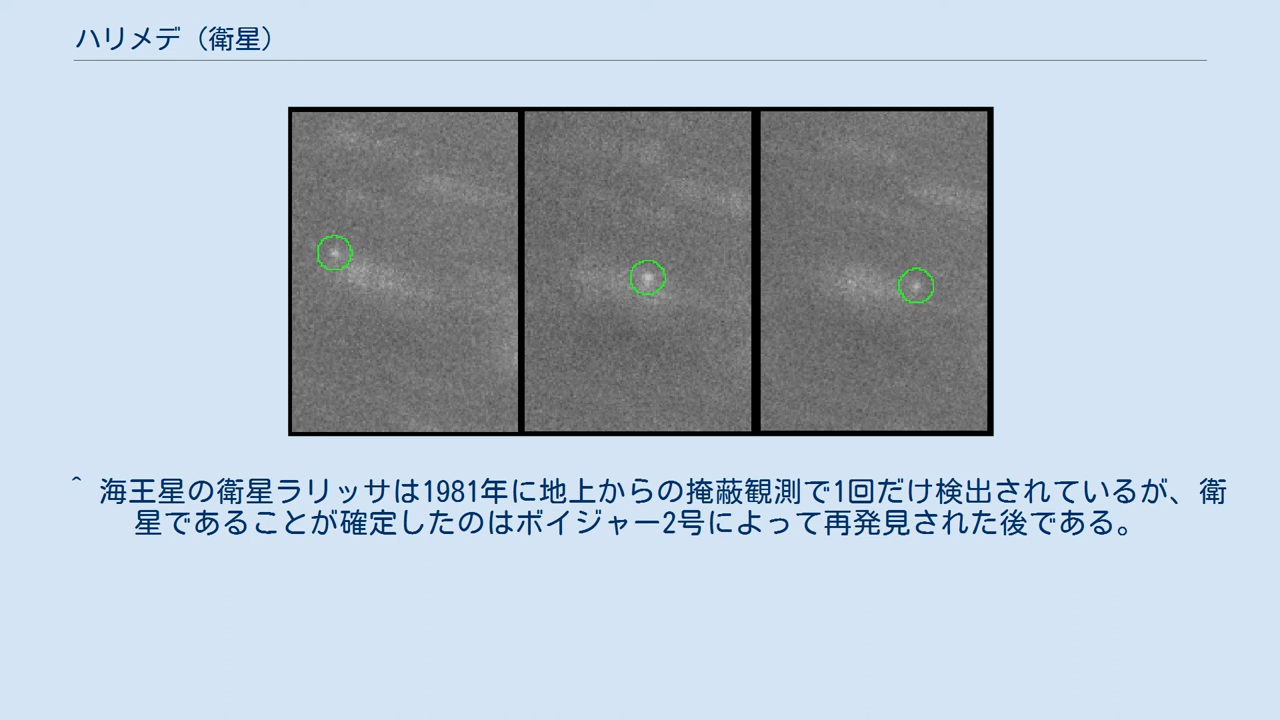 ハリメデ（衛星）
^ 海王星の衛星ラリッサは1981年に地上からの掩蔽観測で1回だけ検出されているが、衛
星であることが確定したのはボイジャー2号によって再発見された後である。